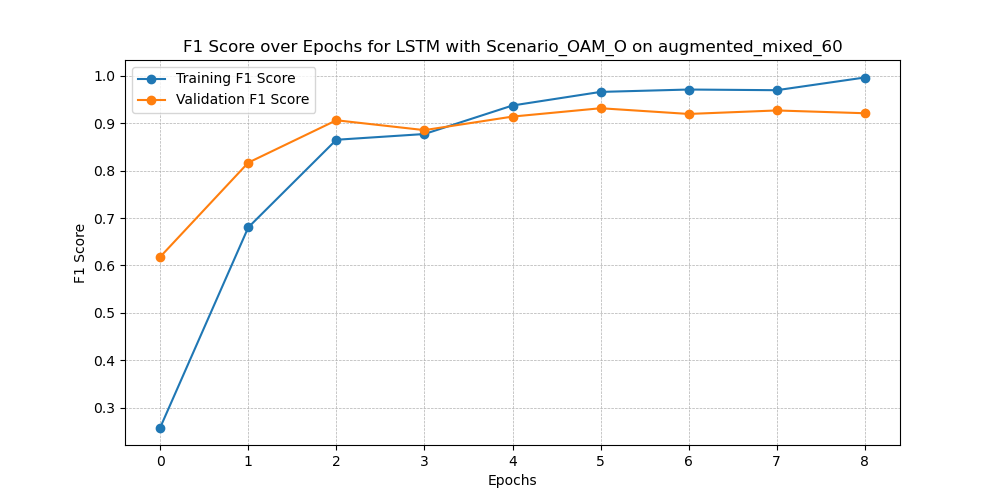 F1 Score over Epochs for LSTM with Scenario_OAM_O on augmented_mixed_60
Training F1 Score
Validation F1 Score
1.0
0.9
0.8
0.7
0.6
0.5
0.4
0.3
F1 Score
0 1 2 3 4 5 6 7 8
Epochs